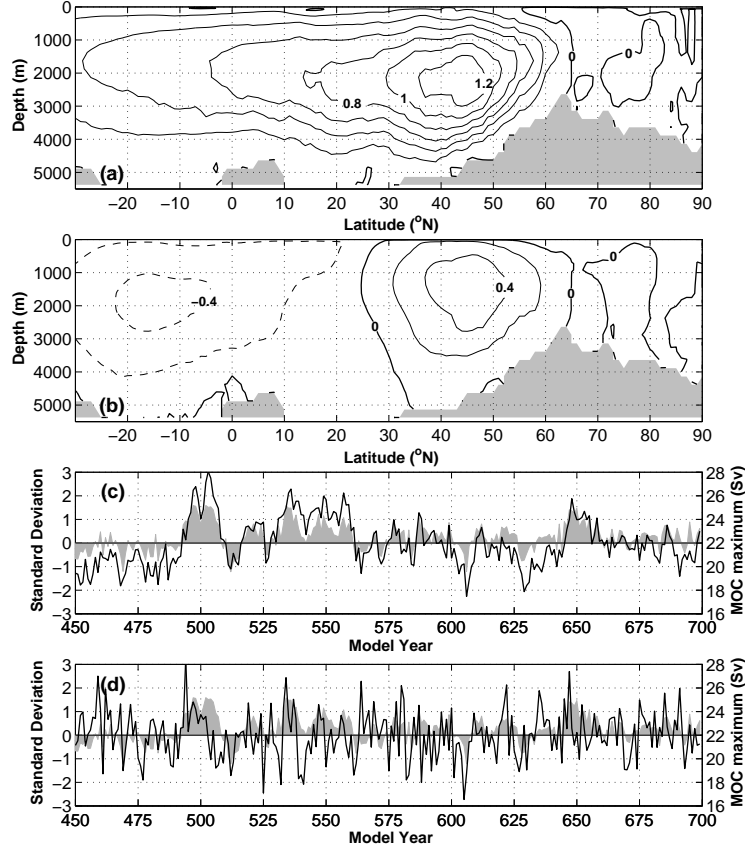 0
1000
2000
3000
4000
5000
Depth (m)
0
0
1.2
1
0.8
(a)
−20 −10 0 10 20 30 40 50 60 70 80 90
Latitude (°N)
0
1000
2000
3000
4000
5000
Depth (m)
−0.4
0
0.4
0
0
(b)
−20 −10 0 10 20 30 40 50 60 70 80 90
Latitude (°N)
3
2
1
0
−1
−2
−3
Standard Deviation
(c)
28
26
24
22
20
18
16
MOC maximum (Sv)
450 475 500 525 550 575 600 625 650 675 700
Model Year
3
2
1
0
−1
−2
−3
Standard Deviation
(d)
28
26
24
22
20
18
16
MOC maximum (Sv)
450 475 500 525 550 575 600 625 650 675 700
Model Year